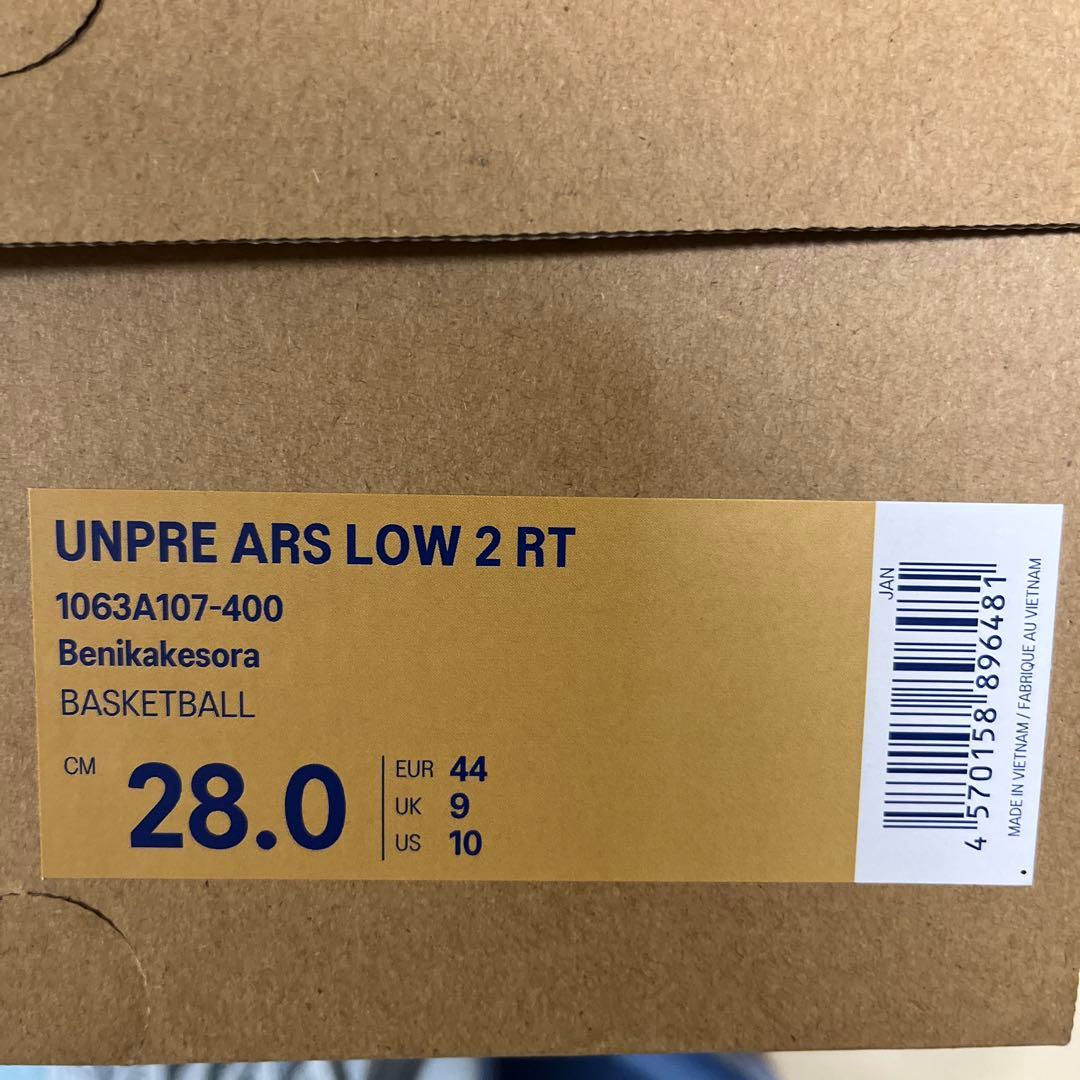 UNPRE ARS LOW 2 RT
1063A107-400
Benikakesora
BASKETBALL
CM 28.0
EUR 44
UK 9
US 10
JAN
4 570158 896481
MADE IN VIETNAM / FABRIQUE AU VIETNAM